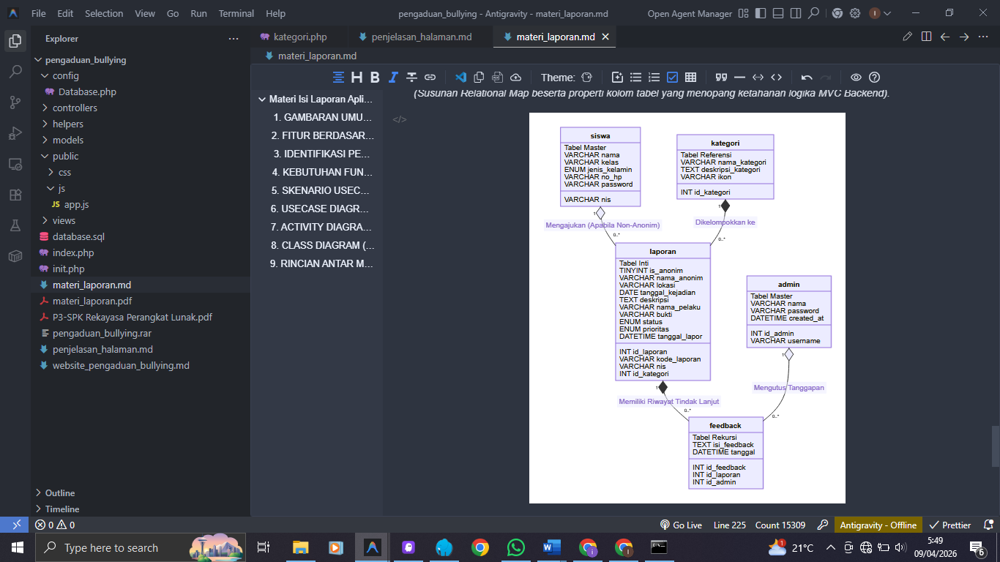 File Edit Selection View Go Run Terminal Help
pengaduan_bullying - Antigravity - materi_laporan.md
Open Agent Manager
I
Explorer
pengaduan_bullying
config
Database.php
controllers
helpers
models
public
css
js
JS app.js
views
database.sql
index.php
init.php
materi_laporan.md
materi_laporan.pdf
P3-SPK Rekayasa Perangkat Lunak.pdf
pengaduan_bullying.rar
penjelasan_halaman.md
website_pengaduan_bullying.md
Outline
Timeline
kategori.php
penjelasan_halaman.md
materi_laporan.md
materi_laporan.md
H B I Theme:
Materi Isi Laporan Apli...
1. GAMBARAN UMU...
2. FITUR BERDASAR...
3. IDENTIFIKASI PE...
4. KEBUTUHAN FUN...
5. SKENARIO USEC...
6. USECASE DIAGR...
7. ACTIVITY DIAGRA...
8. CLASS DIAGRAM (...
9. RINCIAN ANTAR M...
(Susunan Relational Map beserta properti kolom tabel yang menopang ketahanan logika MVC Backend).
</>
siswa
Tabel Master
VARCHAR nama
VARCHAR kelas
ENUM jenis_kelamin
VARCHAR no_hp
VARCHAR password
VARCHAR nis
kategori
Tabel Referensi
VARCHAR nama_kategori
TEXT deskripsi_kategori
VARCHAR ikon
INT id_kategori
1
Mengajukan (Apabila Non-Anonim)
0..*
1
Dikelompokkan ke
0..*
laporan
Tabel Inti
TINYINT is_anonim
VARCHAR nama_anonim
VARCHAR lokasi
DATE tanggal_kejadian
TEXT deskripsi
VARCHAR nama_pelaku
VARCHAR bukti
ENUM status
ENUM prioritas
DATETIME tanggal_lapor
INT id_laporan
VARCHAR kode_laporan
VARCHAR nis
INT id_kategori
admin
Tabel Master
VARCHAR nama
VARCHAR password
DATETIME created_at
INT id_admin
VARCHAR username
1
Memiliki Riwayat Tindak Lanjut
0..*
1
Mengutus Tanggapan
0..*
feedback
Tabel Rekursi
TEXT isi_feedback
DATETIME tanggal
INT id_feedback
INT id_laporan
INT id_admin
0 0
Go Live
Line 225 Count 15309
Antigravity - Offline
Prettier
Type here to search
1
21°C
5:49
09/04/2026
6